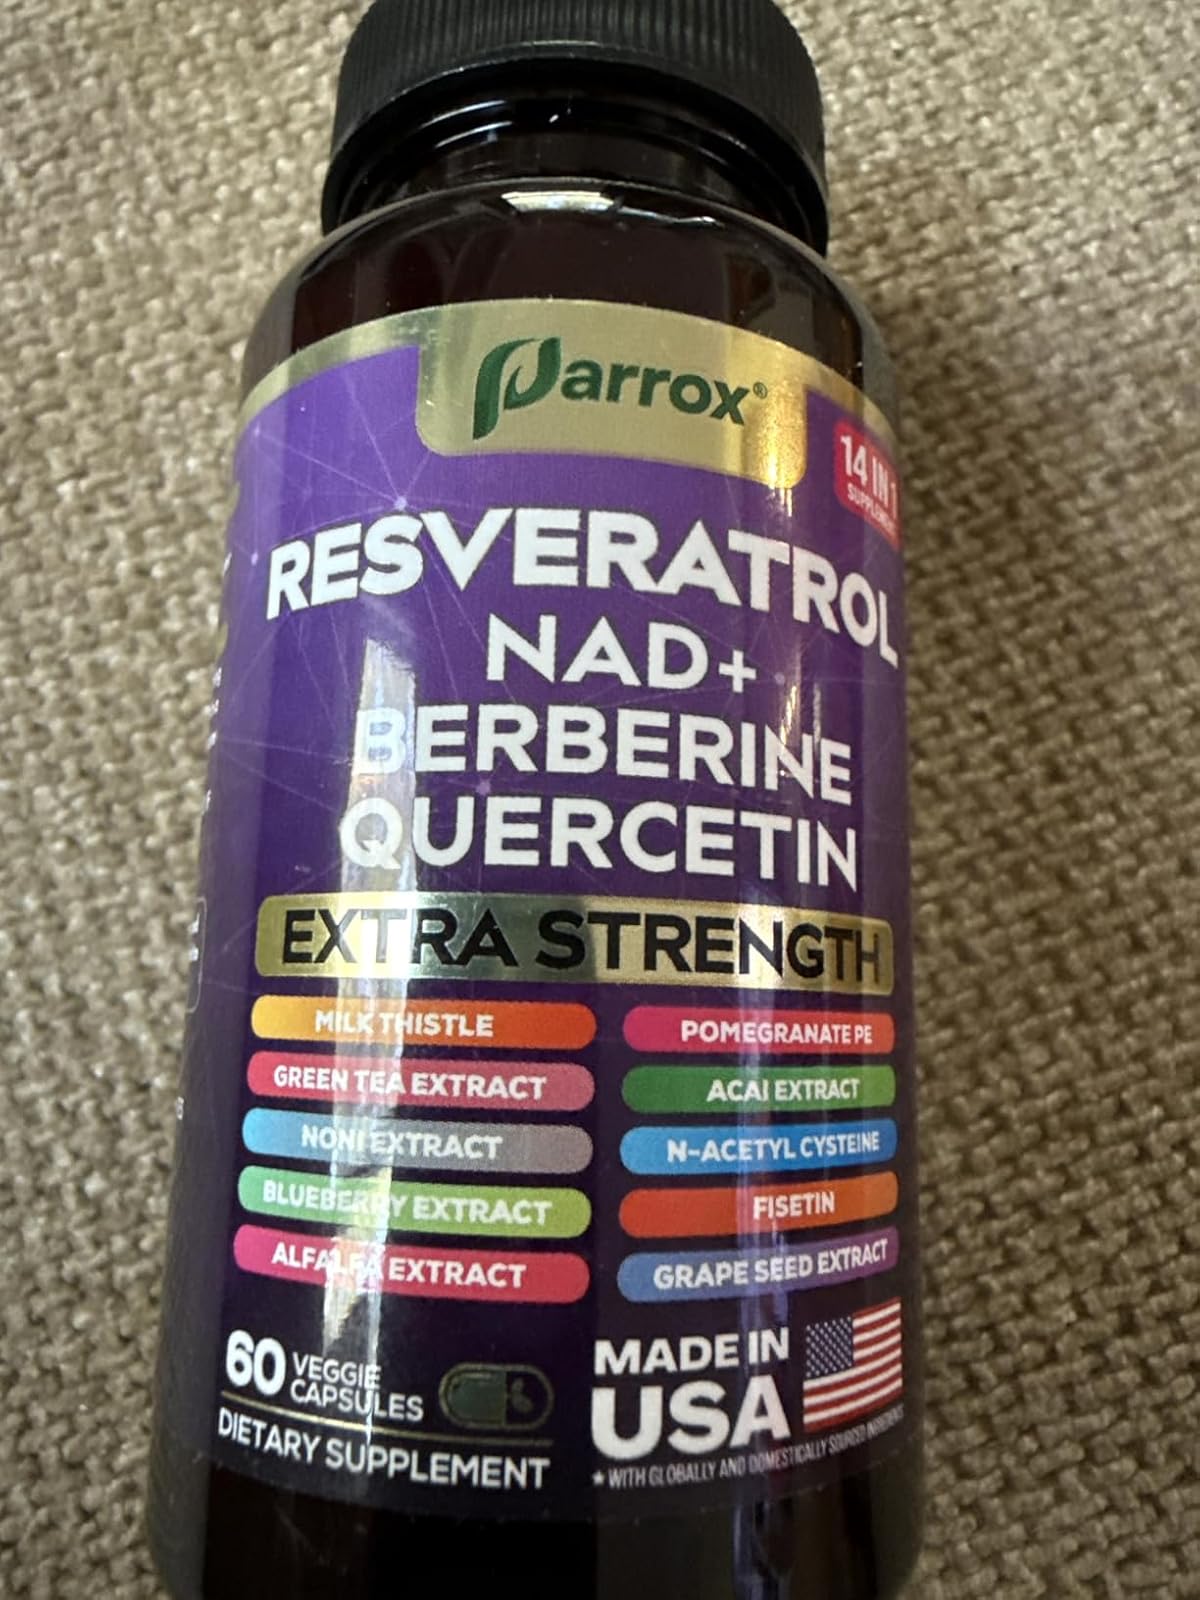 Parrox®
14 IN 1
SUPPLEMENT
RESVERATROL
NAD+
BERBERINE
QUERCETIN
EXTRA STRENGTH
MILK THISTLE
POMEGRANATE PE
GREEN TEA EXTRACT
ACAI EXTRACT
NONI EXTRACT
N-ACETYL CYSTEINE
BLUEBERRY EXTRACT
FISETIN
ALFALFA EXTRACT
GRAPE SEED EXTRACT
60 VEGGIE
CAPSULES
DIETARY SUPPLEMENT
MADE IN
USA
★ WITH GLOBALLY AND DOMESTICALLY SOURCED INGREDIENTS